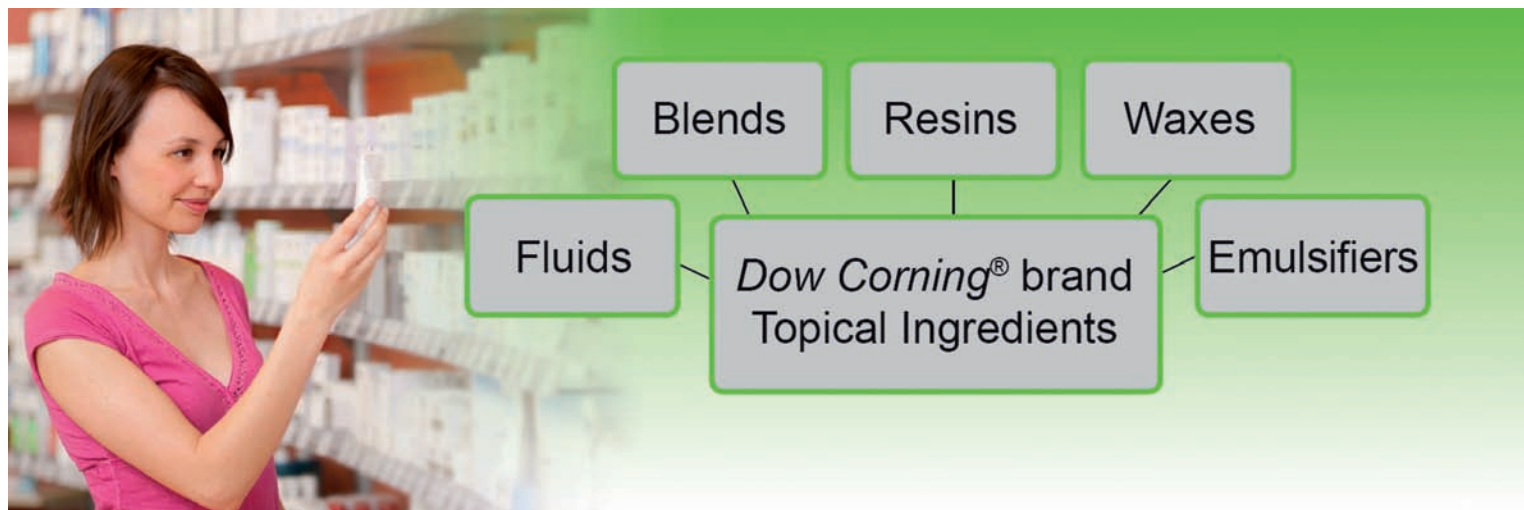 Blends
Resins
Waxes
Fluids
Dow Corning® brand
Topical Ingredients
Emulsifiers